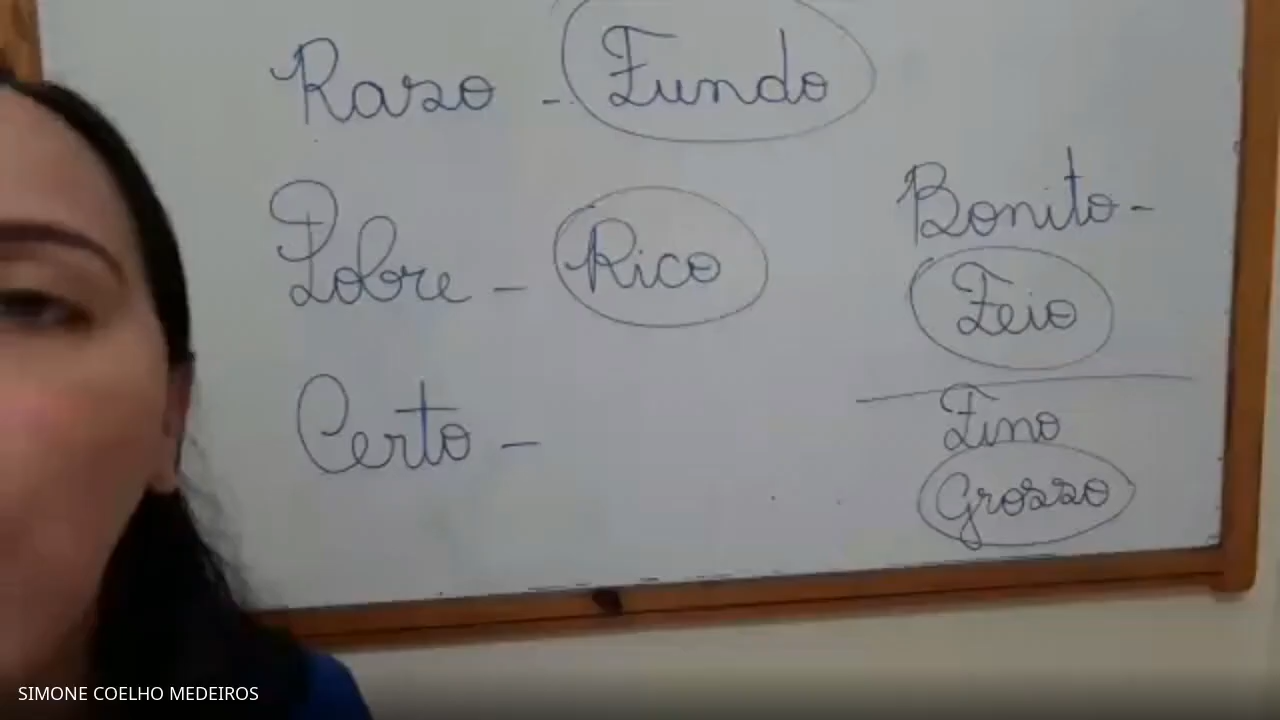 Raso - Fundo
Pobre - Rico
Certo -
Bonito -
Feio
Fino
Grosso
SIMONE COELHO MEDEIROS